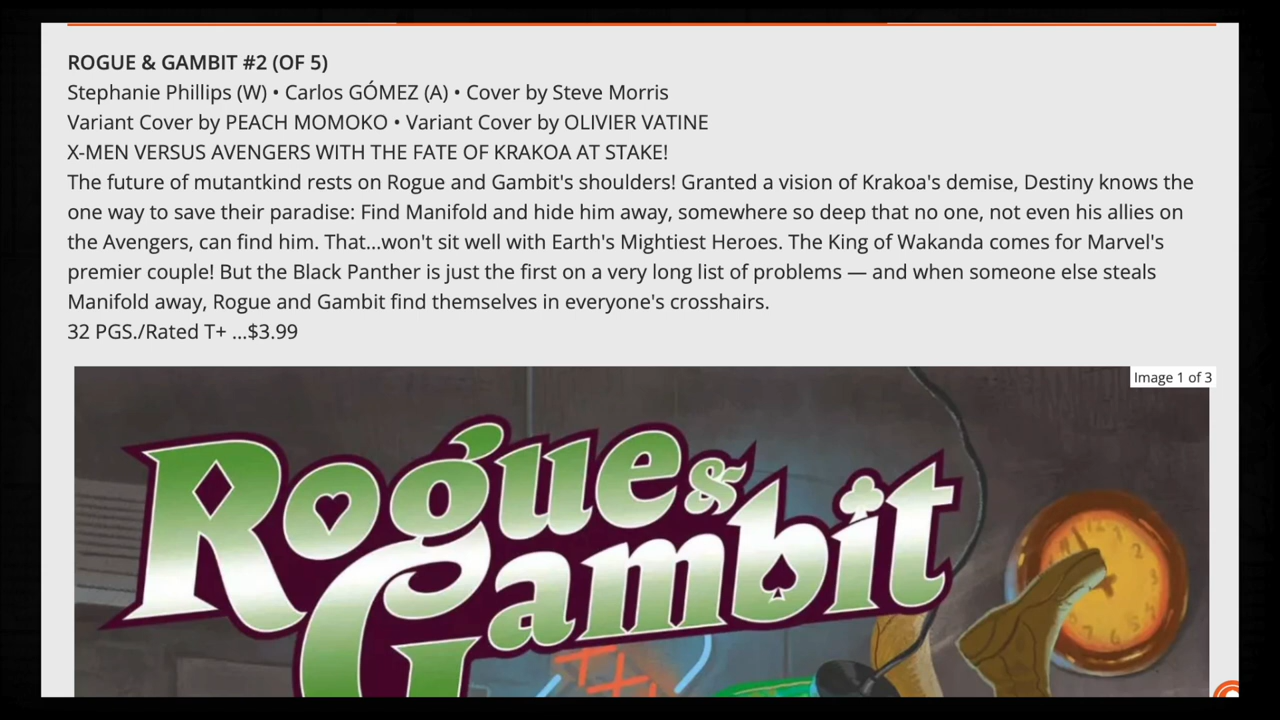 ROGUE & GAMBIT #2 (OF 5)
Stephanie Phillips (W) • Carlos GÓMEZ (A) • Cover by Steve Morris
Variant Cover by PEACH MOMOKO • Variant Cover by OLIVIER VATINE
X-MEN VERSUS AVENGERS WITH THE FATE OF KRAKOA AT STAKE!
The future of mutantkind rests on Rogue and Gambit's shoulders! Granted a vision of Krakoa's demise, Destiny knows the
one way to save their paradise: Find Manifold and hide him away, somewhere so deep that no one, not even his allies on
the Avengers, can find him. That...won't sit well with Earth's Mightiest Heroes. The King of Wakanda comes for Marvel's
premier couple! But the Black Panther is just the first on a very long list of problems — and when someone else steals
Manifold away, Rogue and Gambit find themselves in everyone's crosshairs.
32 PGS./Rated T+ ...$3.99
Image 1 of 3
Rogue &
Gambit